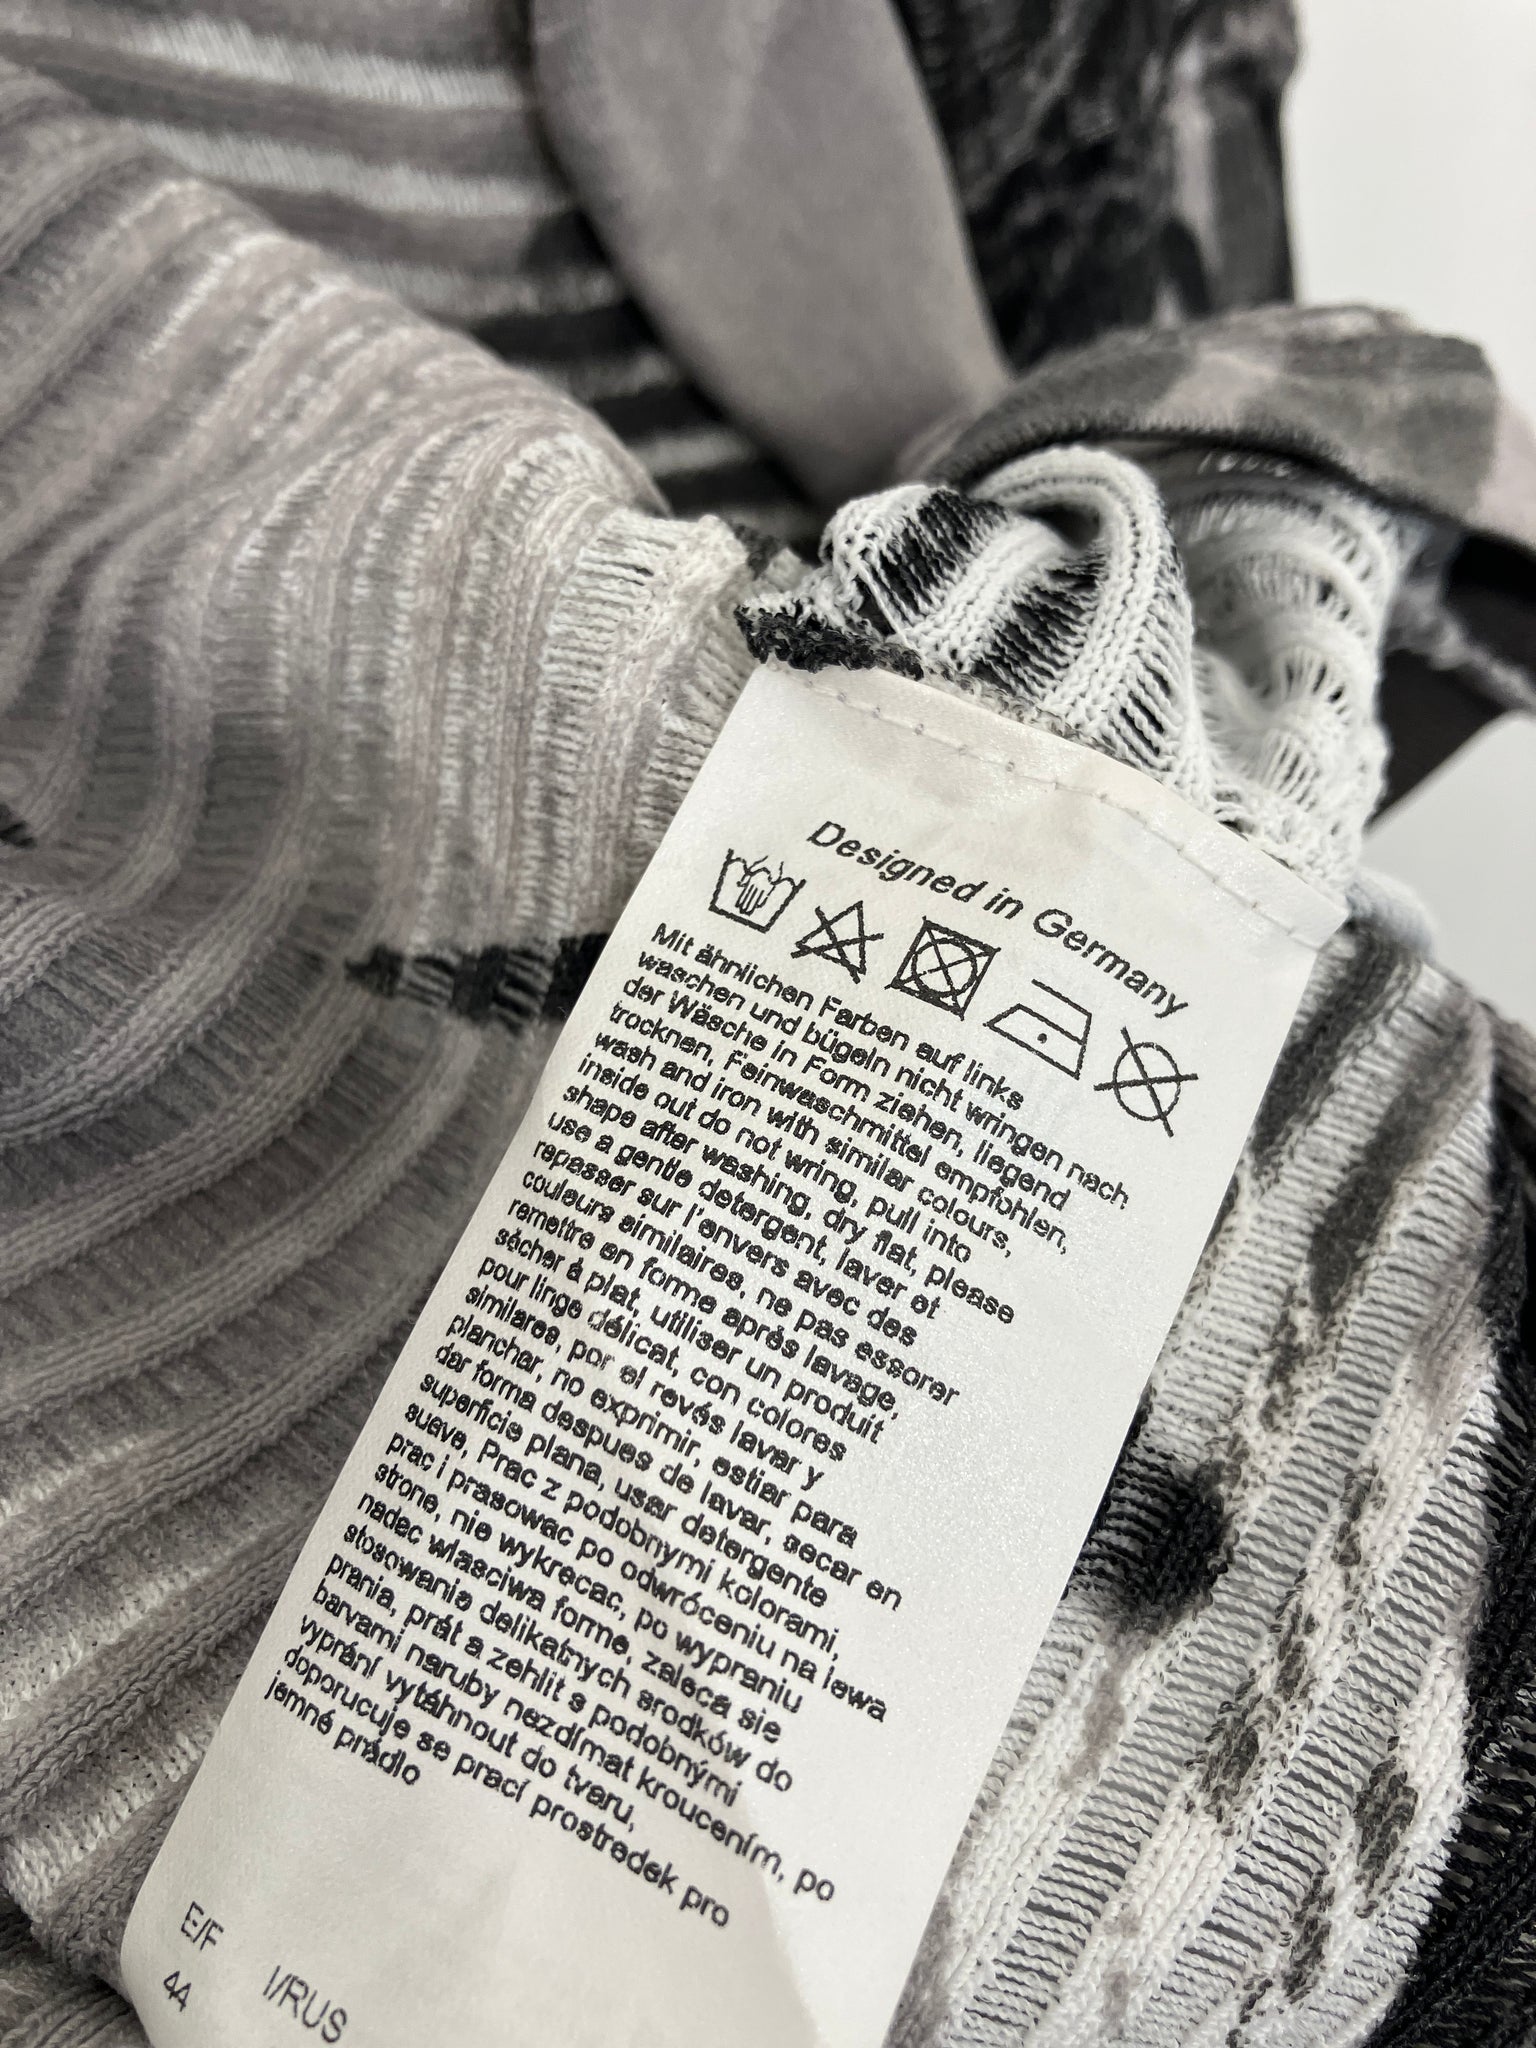 Designed in Germany
Mit ähnlichen Farben auf links
waschen und bügeln nicht wringen nach
der Wäsche in Form ziehen, liegend
trocknen, Feinwaschmittel empfohlen,
wash and iron with similar colours,
inside out do not wring, pull into
shape after washing, dry flat, please
use a gentle detergent, laver et
repasser sur l'envers avec des
couleurs similaires, ne pas essorer
remettre en forme après lavage,
sécher à plat, utiliser un produit
pour linge délicat, con colores
similares, por el revés lavar y
planchar, no exprimir, estiar para
dar forma despues de lavar, secar en
superficie plana, usar detergente
suave, Prac z podobnymi kolorami,
prac i prasowac po odwróceniu na lewa
strone, nie wykrecac, po wypraniu
nadec wlasciwa forme, zaleca sie
stosowanie delikatnych srodków do
prania, prát a zehlit s podobnými
barvami naruby nezdímat kroucením, po
vyprání vytáhnout do tvaru,
doporucuje se prací prostredek pro
jemné prádlo
E/F I/RUS
44